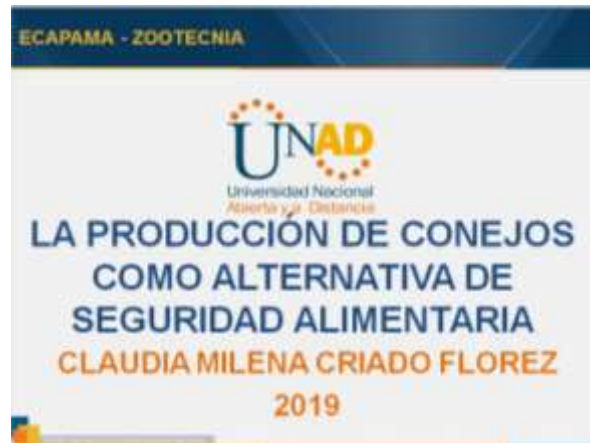 ECAPAMA - ZOOTECNIA
UNAD
Universidad Nacional
Abierta y a Distancia
LA PRODUCCIÓN DE CONEJOS
COMO ALTERNATIVA DE
SEGURIDAD ALIMENTARIA
CLAUDIA MILENA CRIADO FLOREZ
2019